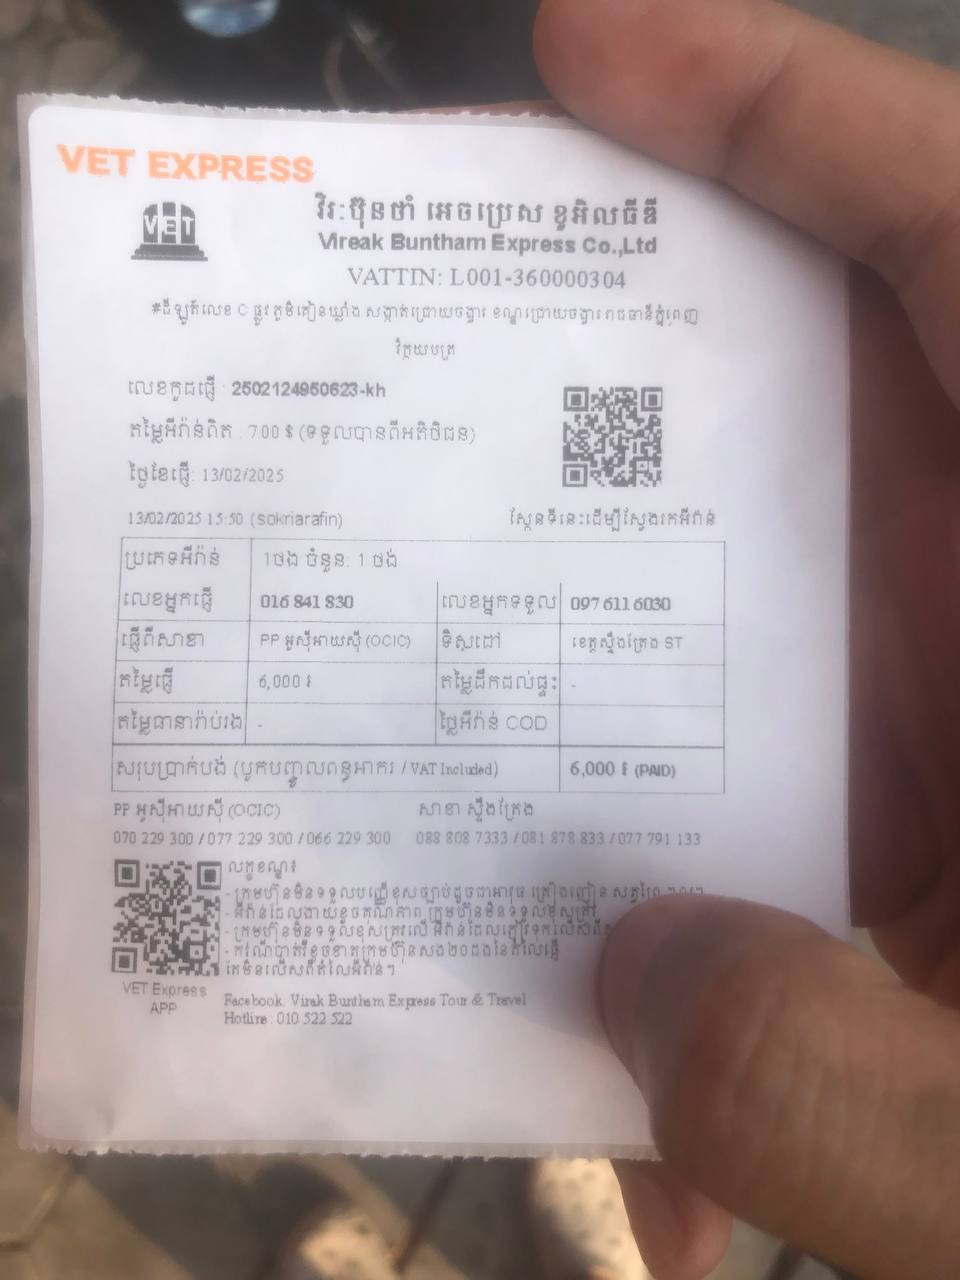 VET EXPRESS
VET
វិរៈប៊ុនថាំ អេចប្រេស ខូអិលធីឌី
Vireak Buntham Express Co.,Ltd
VATTIN: L001-360000304
#ដីឡូត៍លេខ C ផ្លូវ ភូមិគៀនឃ្លាំង សង្កាត់ជ្រោយចង្វារ ខណ្ឌជ្រោយចង្វារ រាជធានីភ្នំពេញ
វិក្កយបត្រ
លេខកូដផ្ញើ : 2502124950623-kh
តម្លៃអីវ៉ាន់ពិត : 7.00 $ (ទទួលបានពីអតិថិជន)
ថ្ងៃខែផ្ញើ: 13/02/2025
13/02/2025 15:50 (sokriarafin) ស្កែនទីនេះដើម្បីស្វែងរកអីវ៉ាន់
ប្រភេទអីវ៉ាន់ 1ថង់ ចំនួន: 1 ថង់
លេខអ្នកផ្ញើ 016 841 830 លេខអ្នកទទួល 097 611 6030
ផ្ញើពីសាខា PP អូស៊ីអាយស៊ី (OCIC) ទិសដៅ ខេត្តស្ទឹងត្រែង ST
តម្លៃផ្ញើ 6,000 ៛ តម្លៃដឹកដល់ផ្ទះ -
តម្លៃធានារ៉ាប់រង - ថ្លៃអីវ៉ាន់ COD
សរុបប្រាក់បង់ (បូកបញ្ចូលពន្ធអាករ / VAT Included) 6,000 ៛ (PAID)
PP អូស៊ីអាយស៊ី (OCIC) សាខា ស្ទឹងត្រែង
070 229 300 / 077 229 300 / 066 229 300 088 808 7333 / 081 878 833 / 077 791 133
លក្ខខណ្ឌ៖
- ក្រុមហ៊ុនមិនទទួលបញ្ញើខុសច្បាប់ដូចជាអាវុធ គ្រឿងញៀន សត្វព្រៃ ។ល។
- អីវ៉ាន់ដែលងាយខូចគុណភាព ក្រុមហ៊ុនមិនទទួលខុសត្រូវ
- ក្រុមហ៊ុនមិនទទួលខុសត្រូវលើ អីវ៉ាន់ដែលភ្ញៀវទុកលើសពី
- ករណីបាត់ឬខូចខាតក្រុមហ៊ុនសង២០ដងនៃតម្លៃផ្ញើ
តែមិនលើសពីតម្លៃអីវ៉ាន់។
VET Express
APP
Facebook: Virak Buntham Express Tour & Travel
Hotline : 010 522 522